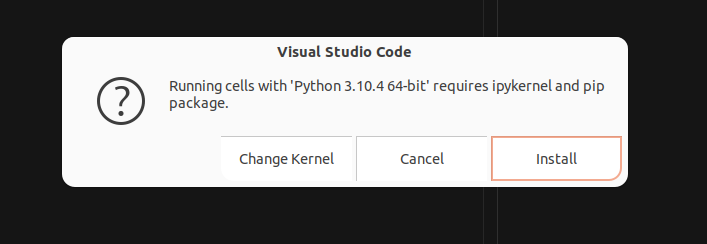 Visual Studio Code
?
Running cells with 'Python 3.10.4 64-bit' requires ipykernel and pip
package.
Change Kernel
Cancel
Install